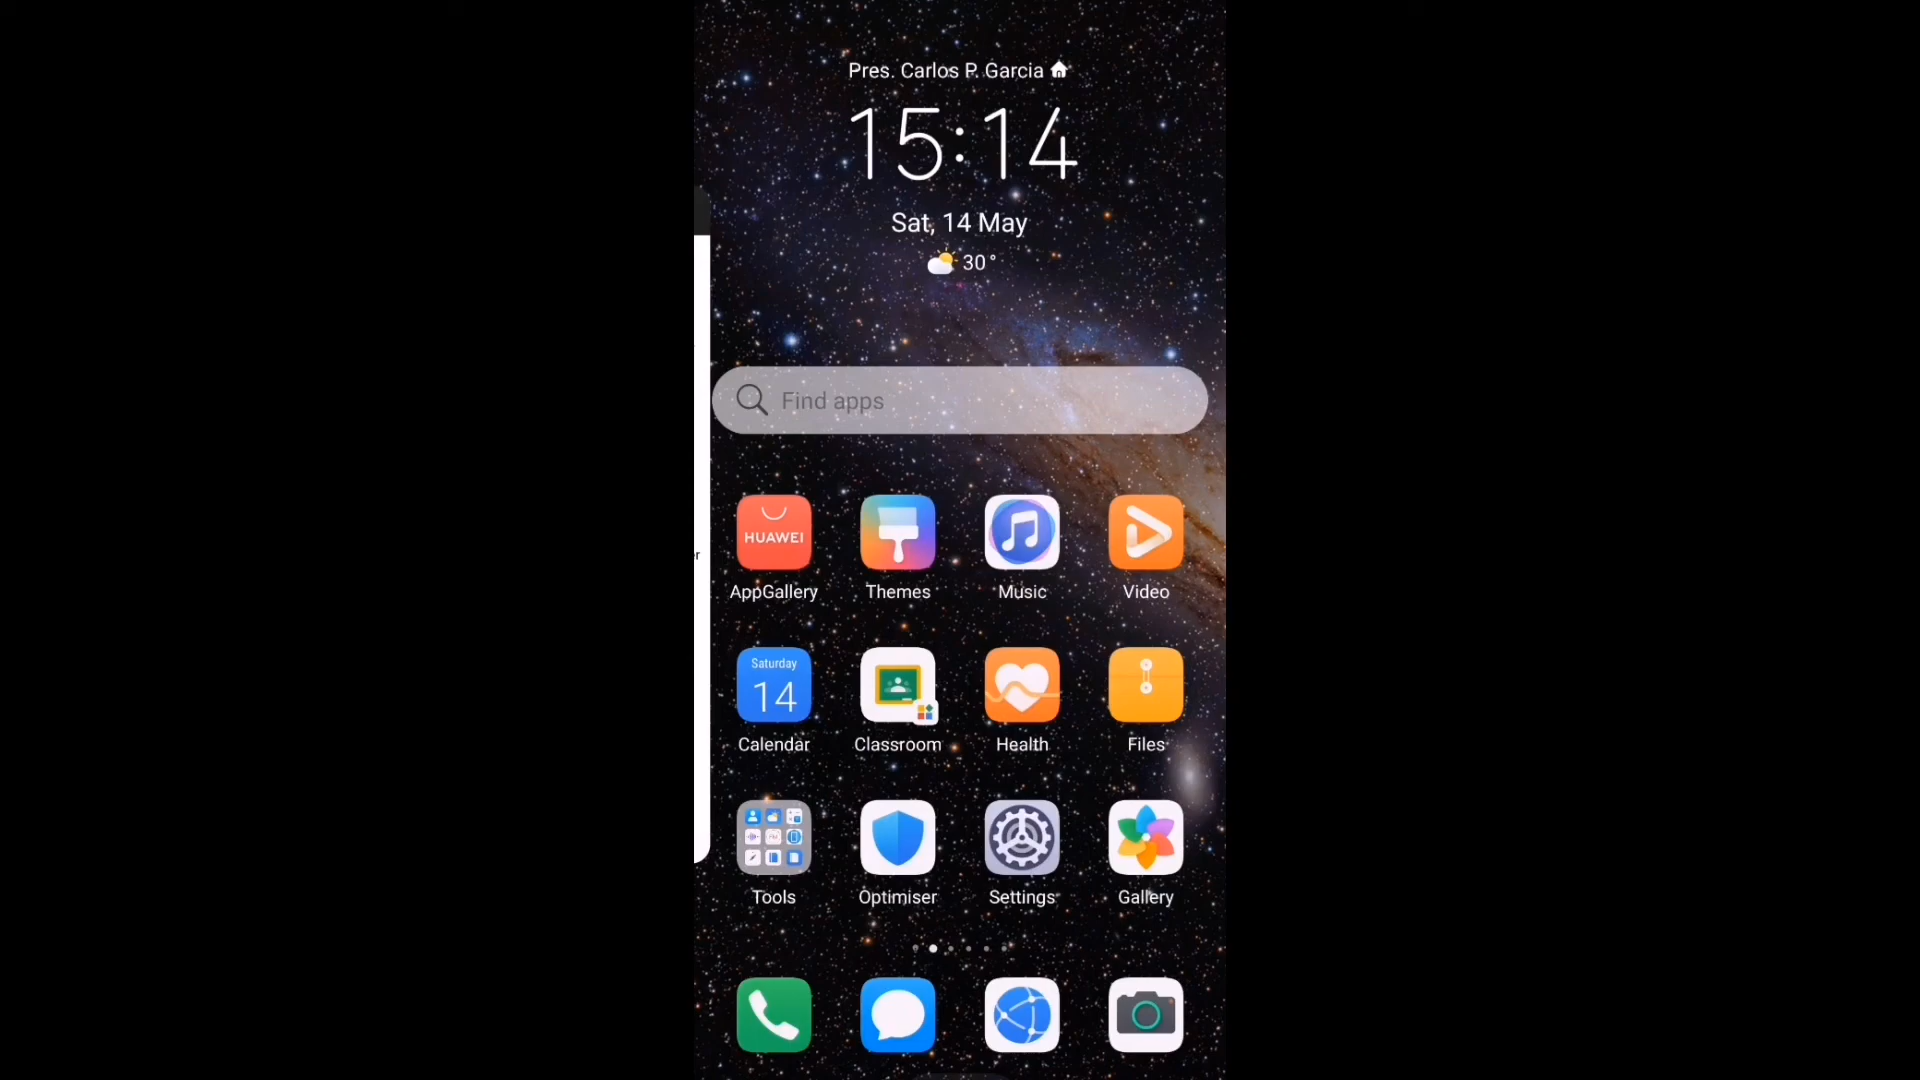 Pres. Carlos P. Garcia
15:14
Sat, 14 May
30°
Find apps
HUAWEI
AppGallery
Themes
Music
Video
Saturday
14
Calendar
Classroom
Health
Files
Tools
Optimiser
Settings
Gallery